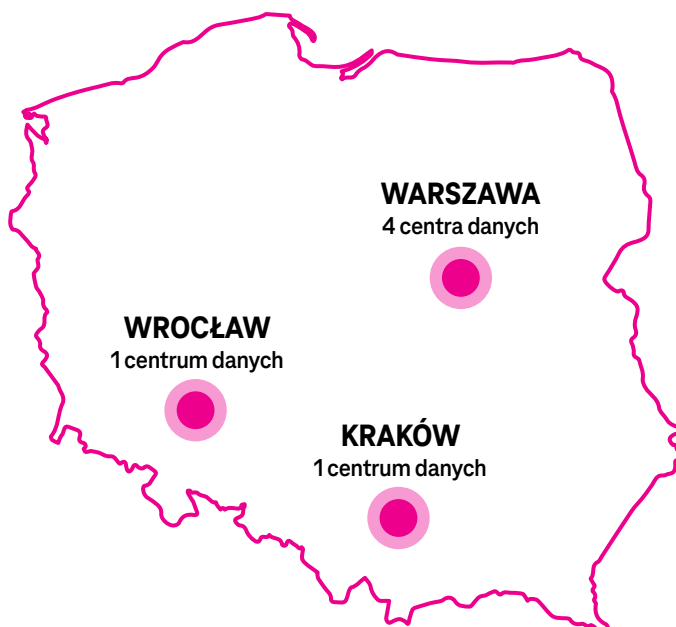 WARSZAWA
4 centra danych
WROCŁAW
1 centrum danych
KRAKÓW
1 centrum danych